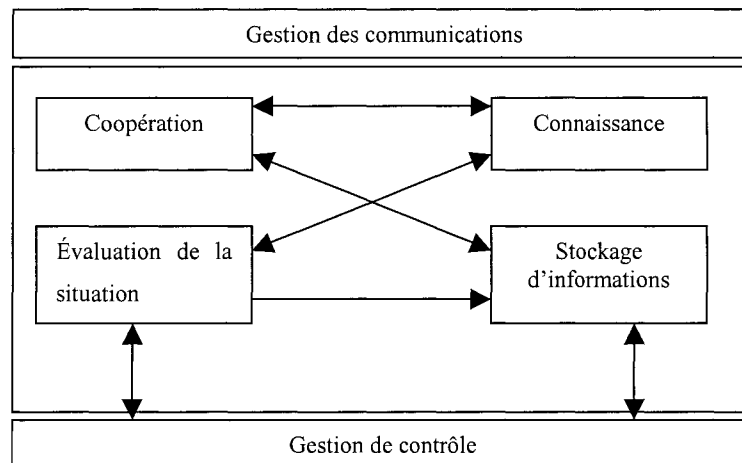 Gestion des communications
Coopération
Connaissance
Évaluation de la
situation
Stockage
d'informations
Gestion de contrôle